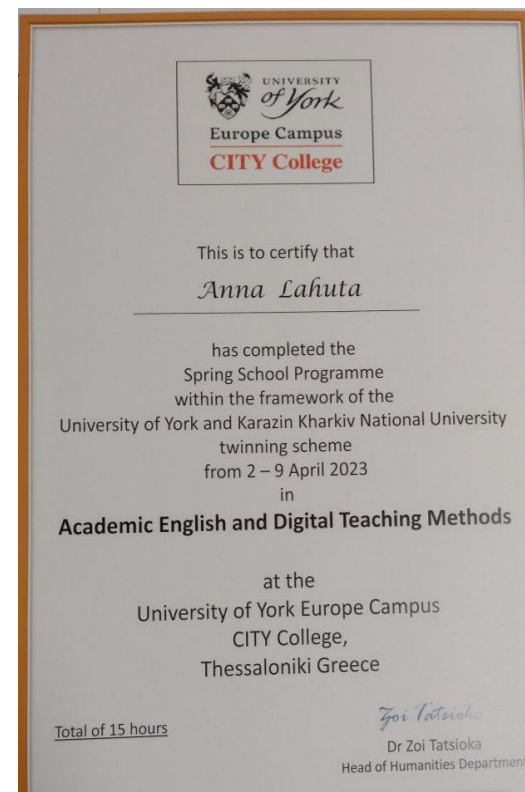 UNIVERSITY
of York
Europe Campus
CITY College
This is to certify that
Anna Lahuta
has completed the
Spring School Programme
within the framework of the
University of York and Karazin Kharkiv National University
twinning scheme
from 2 – 9 April 2023
in
Academic English and Digital Teaching Methods
at the
University of York Europe Campus
CITY College,
Thessaloniki Greece
Zoi Tatsioka
Total of 15 hours
Dr Zoi Tatsioka
Head of Humanities Department